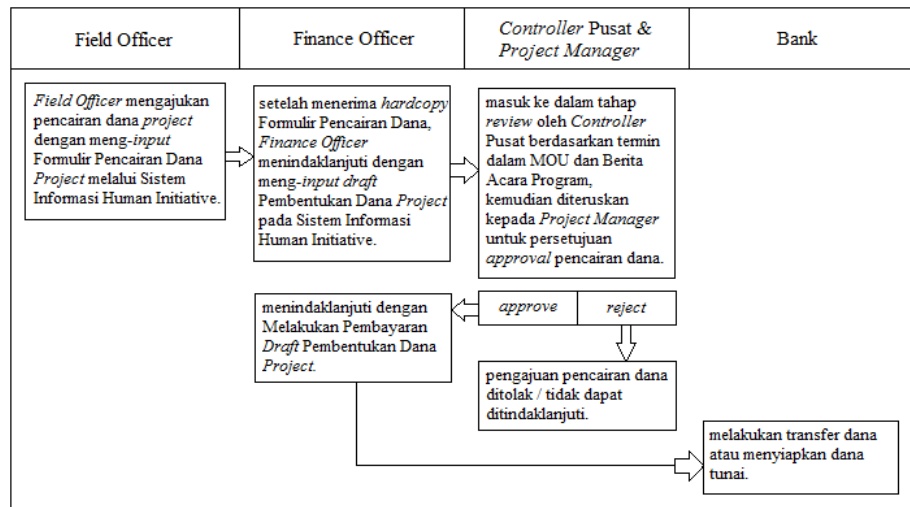 Field Officer
Finance Officer
Controller Pusat &
Project Manager
Bank
Field Officer mengajukan
pencairan dana project
dengan meng-input
Formulir Pencairan Dana
Project melalui Sistem
Informasi Human Initiative.
setelah menerima hardcopy
Formulir Pencairan Dana,
Finance Officer
menindaklanjuti dengan
meng-input draft
Pembentukan Dana Project
pada Sistem Informasi
Human Initiative.
masuk ke dalam tahap
review oleh Controller
Pusat berdasarkan termin
dalam MOU dan Berita
Acara Program,
kemudian diteruskan
kepada Project Manager
untuk persetujuan
approval pencairan dana.
menindaklanjuti dengan
Melakukan Pembayaran
Draft Pembentukan Dana
Project.
approve
reject
pengajuan pencairan dana
ditolak / tidak dapat
ditindaklanjuti.
melakukan transfer dana
atau menyiapkan dana
tunai.